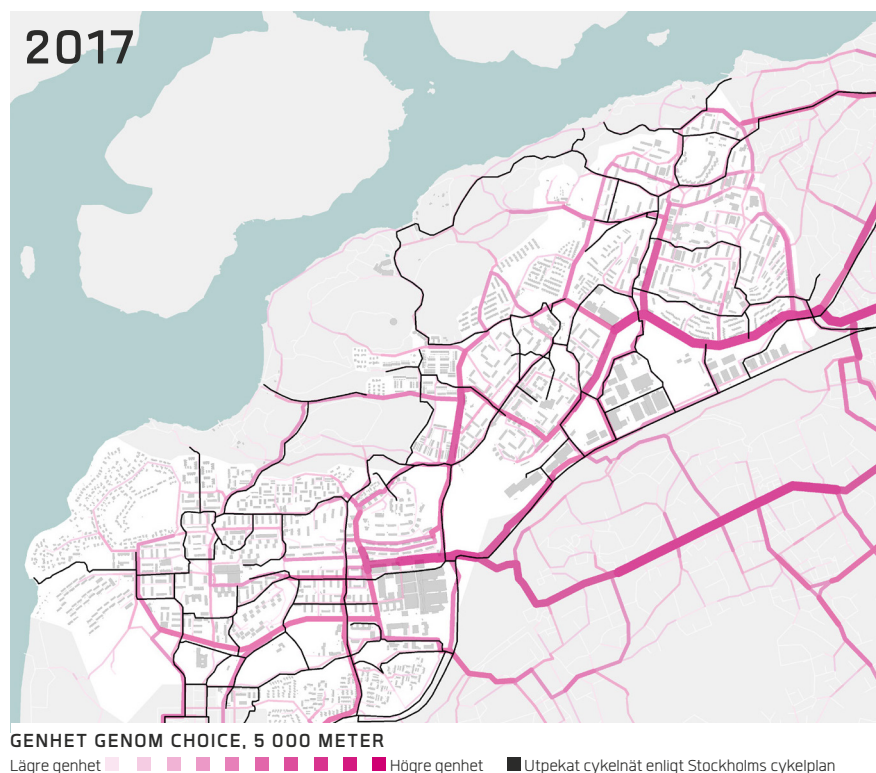 2017
GENHET GENOM CHOICE, 5 000 METER
Lägre genhet Högre genhet Utpekat cykelnät enligt Stockholms cykelplan